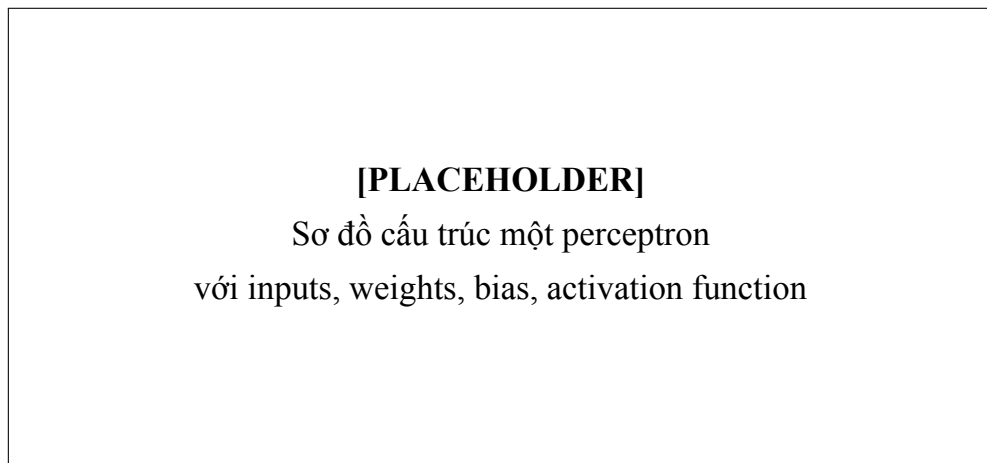 [PLACEHOLDER]
Sơ đồ cấu trúc một perceptron
với inputs, weights, bias, activation function